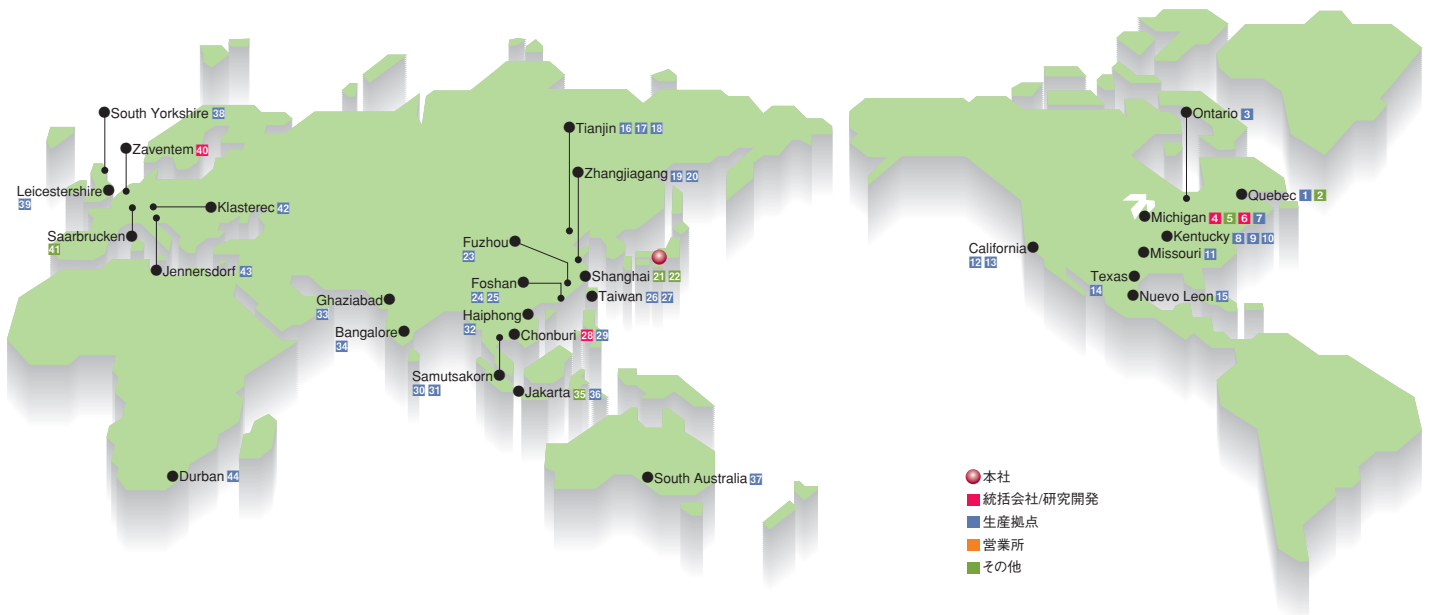 South Yorkshire 38
Zaventem 40
Leicestershire
39
Klasterec 42
Saarbrucken
41
Jennersdorf 43
Tianjin 16 17 18
Zhangjiagang 19 20
Fuzhou
23
Shanghai 21 22
Foshan
24 25
Taiwan 26 27
Haiphong
32
Chonburi 28 29
Ghaziabad
33
Bangalore
34
Samutsakorn
30 31
Jakarta 35 36
Durban 44
South Australia 37
Ontario 3
Quebec 1 2
Michigan 4 5 6 7
Kentucky 8 9 10
Missouri 11
California
12 13
Texas
14
Nuevo Leon 15
本社
統括会社/研究開発
生産拠点
営業所
その他